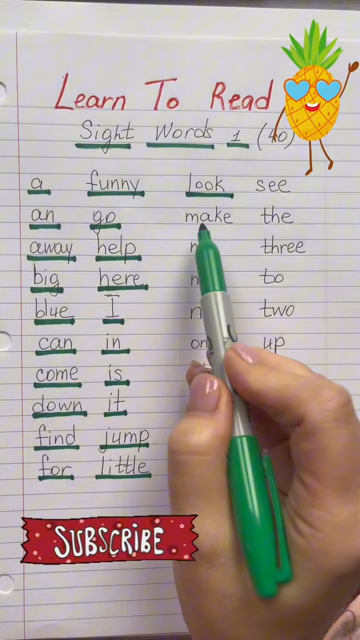 Learn To Read
Sight Words 1 (40)
a funny look see
an go make the
away help three
big here to
blue I two
can in up
come is
down it
find jump
for little
SUBSCRIBE